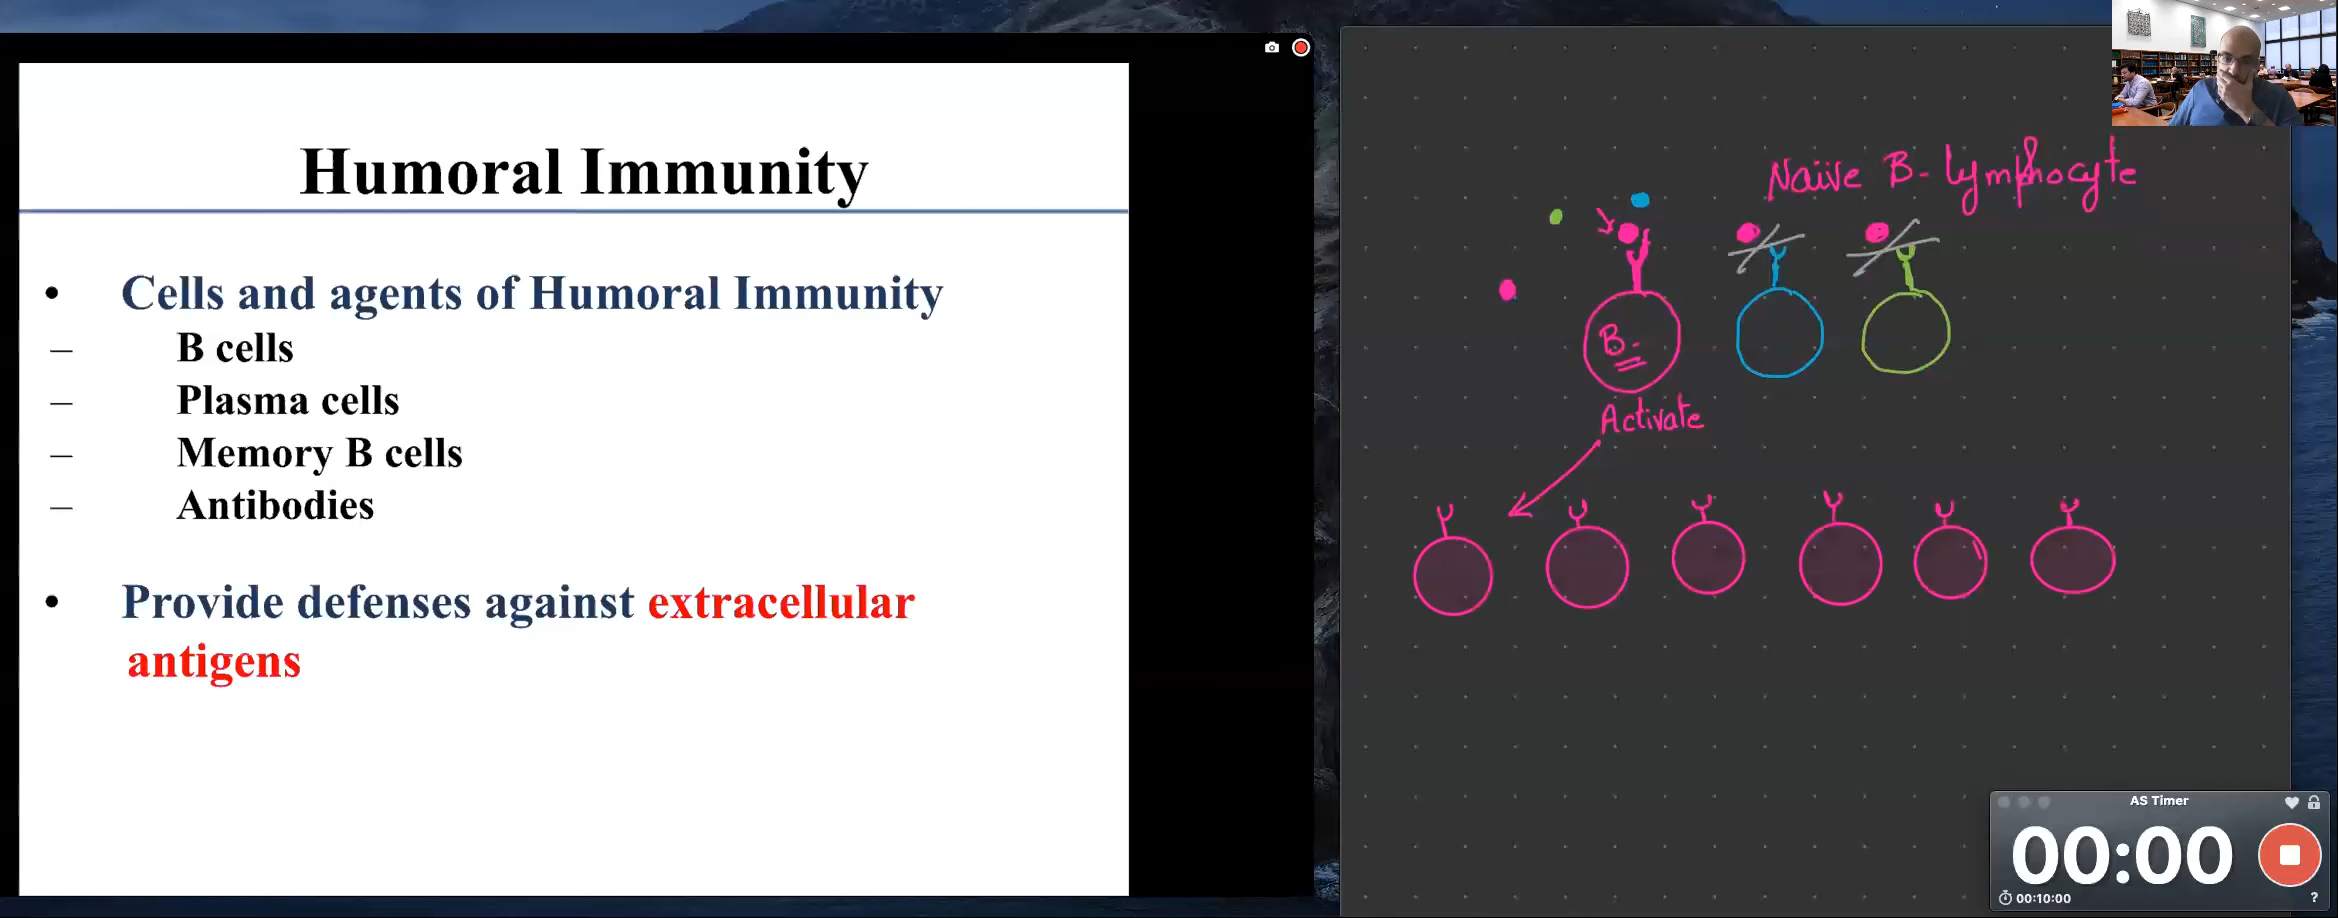 Humoral Immunity
• Cells and agents of Humoral Immunity
– B cells
– Plasma cells
– Memory B cells
– Antibodies
• Provide defenses against extracellular
antigens
Naïve B- lymphocyte
B-
Activate
AS Timer
00:00
00:10:00
?